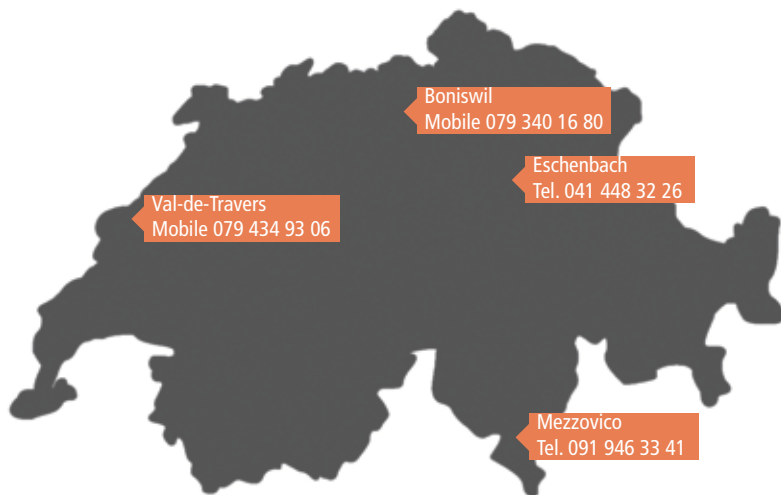 Boniswil
Mobile 079 340 16 80
Eschenbach
Tel. 041 448 32 26
Val-de-Travers
Mobile 079 434 93 06
Mezzovico
Tel. 091 946 33 41